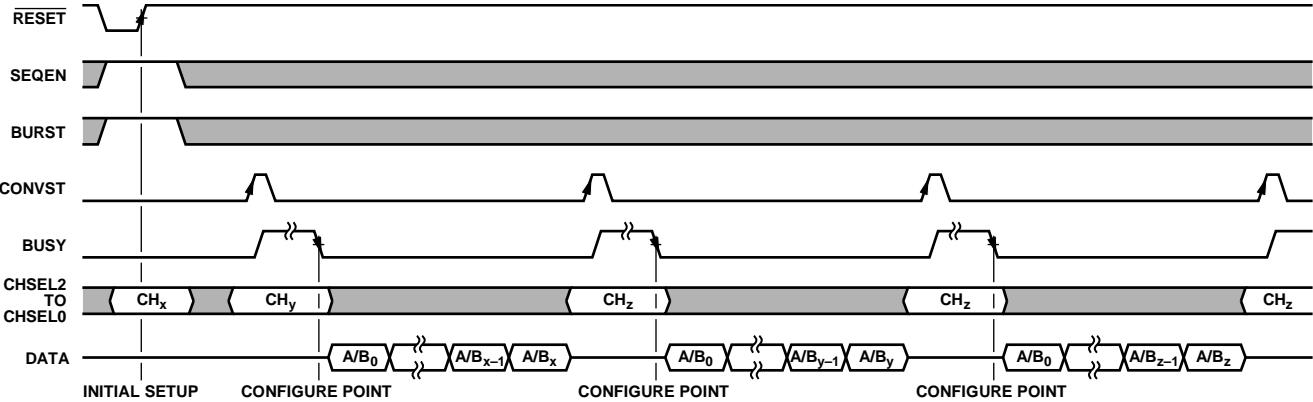 RESET
SEQEN
BURST
CONVST
BUSY
CHSEL2
TO
CHSEL0
CHx CHy CHz CHz CHz
DATA
A/B0 A/Bx–1 A/Bx A/B0 A/By–1 A/By A/B0 A/Bz–1 A/Bz
INITIAL SETUP CONFIGURE POINT CONFIGURE POINT CONFIGURE POINT